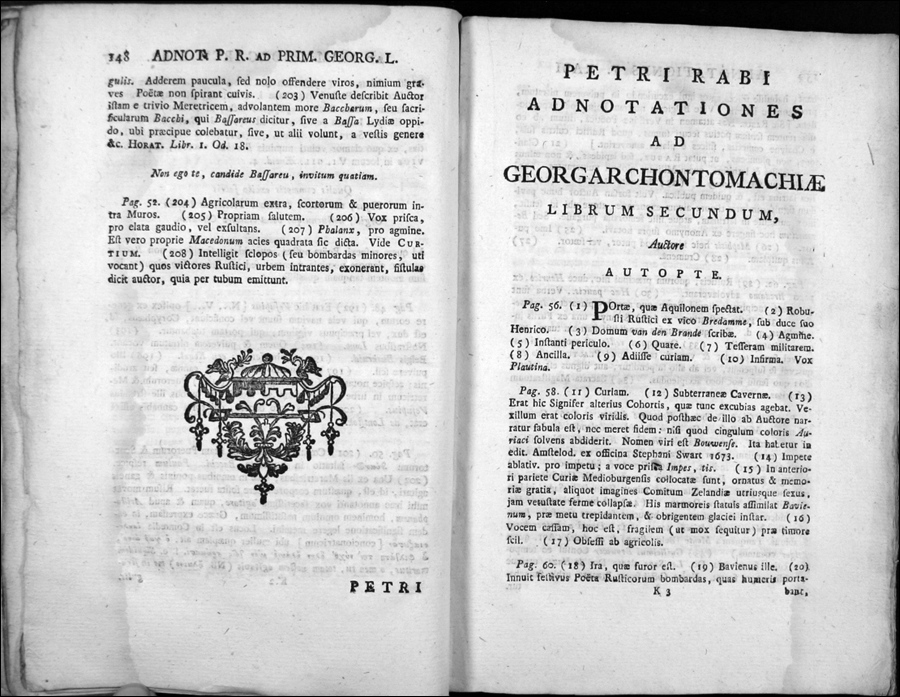 148 ADNOT. P. R. AD PRIM. GEORG. L.
gulis. Adderem paucula, ſed nolo offendere viros, nimium gra-
ves Poëtæ non ſpirant cuivis. (203) Venuſte deſcribit Auctor
iſtam e trivio Meretricem, advolantem more Baccharum, ſeu ſacri-
ficularum Bacchi, qui Baſſareus dicitur, ſive a Baſſa Lydiæ oppi-
do, ubi præcipue colebatur, ſive, ut alii volunt, a veſtis genere
&c. HORAT. Libr. 1. Od. 18.
Non ego te, candide Baſſareu, invitum quatiam.
Pag. 52. (204) Agricolarum extra, ſcortorum & puerorum in-
tra Muros. (205) Propriam ſalutem. (206) Vox priſca,
pro elata gaudio, vel exſultans. (207) Phalanx, pro agmine.
Eſt vero proprie Macedonum acies quadrata ſic dicta. Vide CUR-
TIUM. (208) Intelligit ſclopos (ſeu bombardas minores, uti
vocant) quos victores Ruſtici, urbem intrantes, exonerant, fiſtulas
dicit auctor, quia per tubum emittunt.
PETRI
PETRI RABI
ADNOTATIONES
AD
GEORGARCHONTOMACHIÆ
LIBRUM SECUNDUM,
Auctore
AUTOPTE.
Pag. 56. (1) POrtæ, quæ Aquilonem ſpectat. (2) Robu-
ſti Ruſtici ex vico Bredamme, ſub duce ſuo
Henrico. (3) Domum van den Brande ſcribæ. (4) Agmine.
(5) Inſtanti periculo. (6) Quare. (7) Teſſeram militarem.
(8) Ancilla. (9) Adiiſſe curiam. (10) Infirma. Vox
Plautina.
Pag. 58. (11) Curiam. (12) Subterraneæ Cavernæ. (13)
Erat hic Signifer alterius Cohortis, quæ tunc excubias agebat. Ve-
xillum erat coloris viridis. Quod poſthæc de illo ab Auctore nar-
ratur fabula eſt, nec meret fidem: niſi quod cingulum coloris Au-
riaci ſolvens abdiderit. Nomen viri eſt Bouwenſe. Ita habetur in
edit. Amſtelod. ex officina Stephani Swart 1673. (14) Impete
ablativ. pro impetu; a voce priſca Impes, tis. (15) In anterio-
ri pariete Curiæ Medioburgenſis collocatæ ſunt, ornatus & memo-
riæ gratia, aliquot imagines Comitum Zelandiæ utriusque ſexus,
jam vesuſtate ferme collapſæ. His marmoreis ſtatuis aſſimilat Bavie-
num, præ metu trepidantem, & obrigentem glaciei inſtar. (16)
Vocem caſſam, hoc eſt, fragilem (ut mox ſequitur) præ timore
ſcil. (17) Obſeſſi ab agricolis.
Pag. 60. (18) Ira, quæ furor eſt. (19) Bavienus ille. (20)
Innuit feſtivus Poëta Ruſticorum bombardas, quas humeris porta-
K 3 bant,